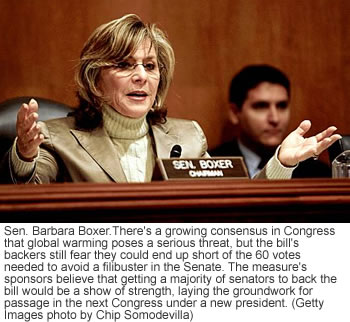 SEN. BOXER
CHAIRMAN
Sen. Barbara Boxer.There's a growing consensus in Congress
that global warming poses a serious threat, but the bill's
backers still fear they could end up short of the 60 votes
needed to avoid a filibuster in the Senate. The measure's
sponsors believe that getting a majority of senators to back the
bill would be a show of strength, laying the groundwork for
passage in the next Congress under a new president. (Getty
Images photo by Chip Somodevilla)